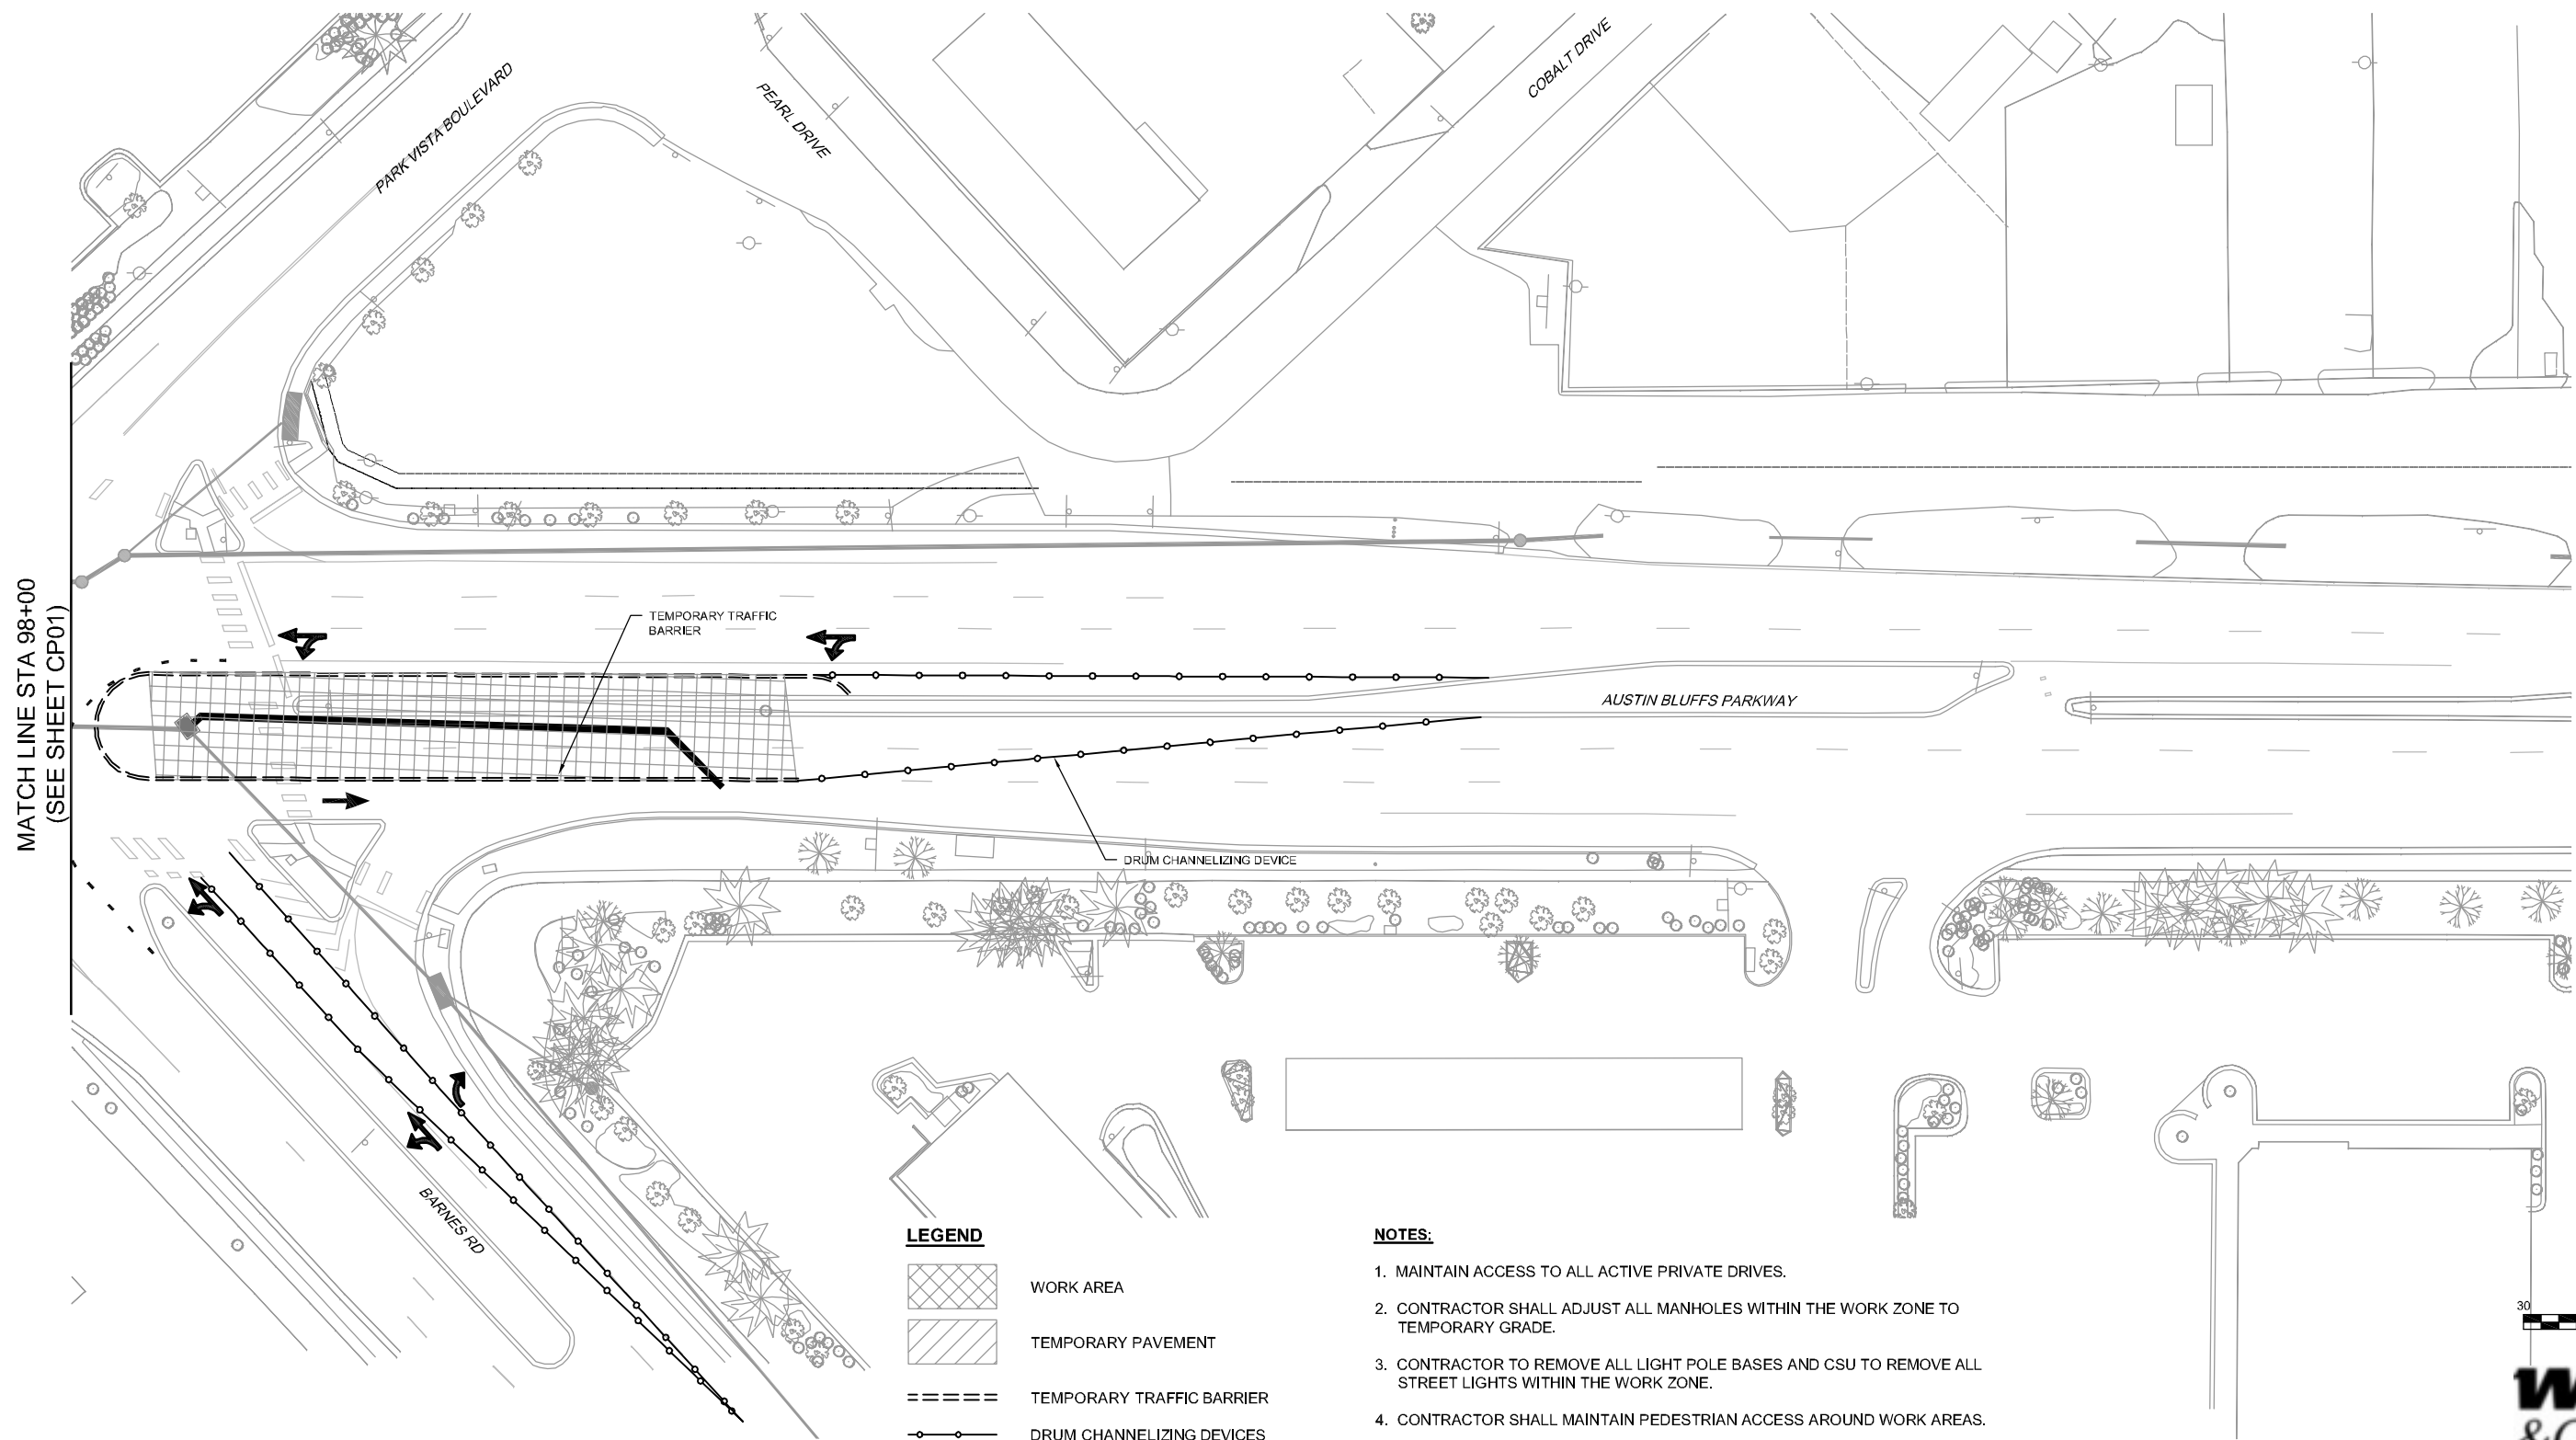 PARK VISTA BOULEVARD
PEARL DRIVE
COBALT DRIVE
MATCH LINE STA 98+00
(SEE SHEET CP01)
TEMPORARY TRAFFIC
BARRIER
AUSTIN BLUFFS PARKWAY
DRUM CHANNELIZING DEVICE
BARNES RD
LEGEND
WORK AREA
TEMPORARY PAVEMENT
TEMPORARY TRAFFIC BARRIER
DRUM CHANNELIZING DEVICES
NOTES:
1. MAINTAIN ACCESS TO ALL ACTIVE PRIVATE DRIVES.
2. CONTRACTOR SHALL ADJUST ALL MANHOLES WITHIN THE WORK ZONE TO
TEMPORARY GRADE.
3. CONTRACTOR TO REMOVE ALL LIGHT POLE BASES AND CSU TO REMOVE ALL
STREET LIGHTS WITHIN THE WORK ZONE.
4. CONTRACTOR SHALL MAINTAIN PEDESTRIAN ACCESS AROUND WORK AREAS.
30